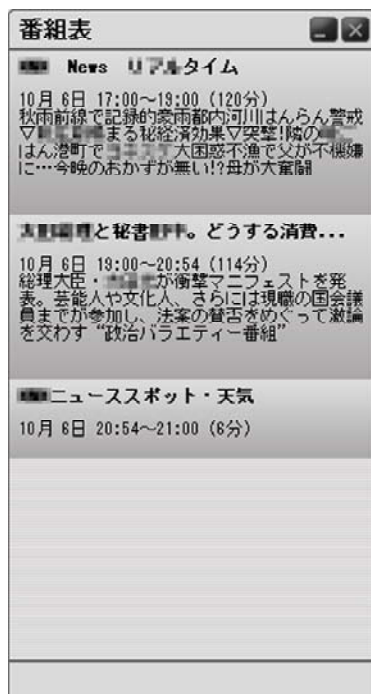 番組表
News リアルタイム
10月 6日 17:00～19:00 (120分)
秋雨前線で記録的豪雨都内河川はんらん警戒
▽まる秘経済効果▽突撃!隣の
はん港町で大困惑不漁で父が不機嫌
に…今晩のおかずが無い!?母が大奮闘
と秘書。どうする消費...
10月 6日 19:00～20:54 (114分)
総理大臣・が衝撃マニフェストを発
表。芸能人や文化人、さらには現職の国会議
員までが参加し、法案の賛否をめぐって激論
を交わす“政治バラエティー番組”
ニューススポット・天気
10月 6日 20:54～21:00 (6分)